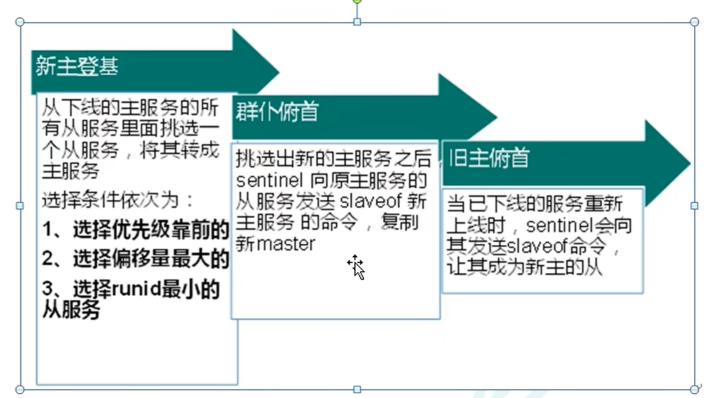 新主登基
从下线的主服务的所
有从服务里面挑选一
个从服务，将其转成
主服务
选择条件依次为：
1、选择优先级靠前的
2、选择偏移量最大的
3、选择runid最小的
从服务
群仆俯首
挑选出新的主服务之后
sentinel 向原主服务的
从服务发送 slaveof 新
主服务 的命令，复制
新master
旧主俯首
当已下线的服务重新
上线时，sentinel会向
其发送slaveof命令，
让其成为新主的从